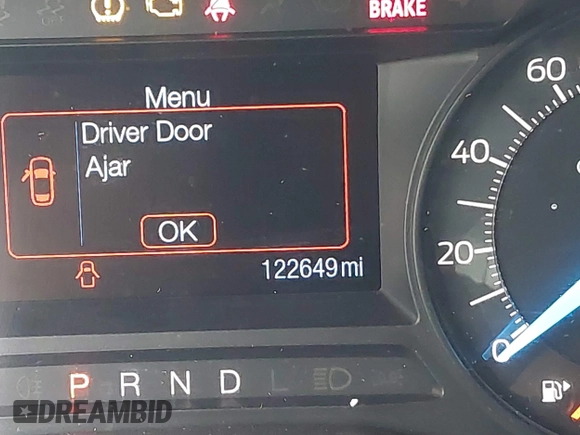 BRAKE
Menu
Driver Door
Ajar
OK
122649 mi
60
40
20
0
P R N D L
DREAMBID